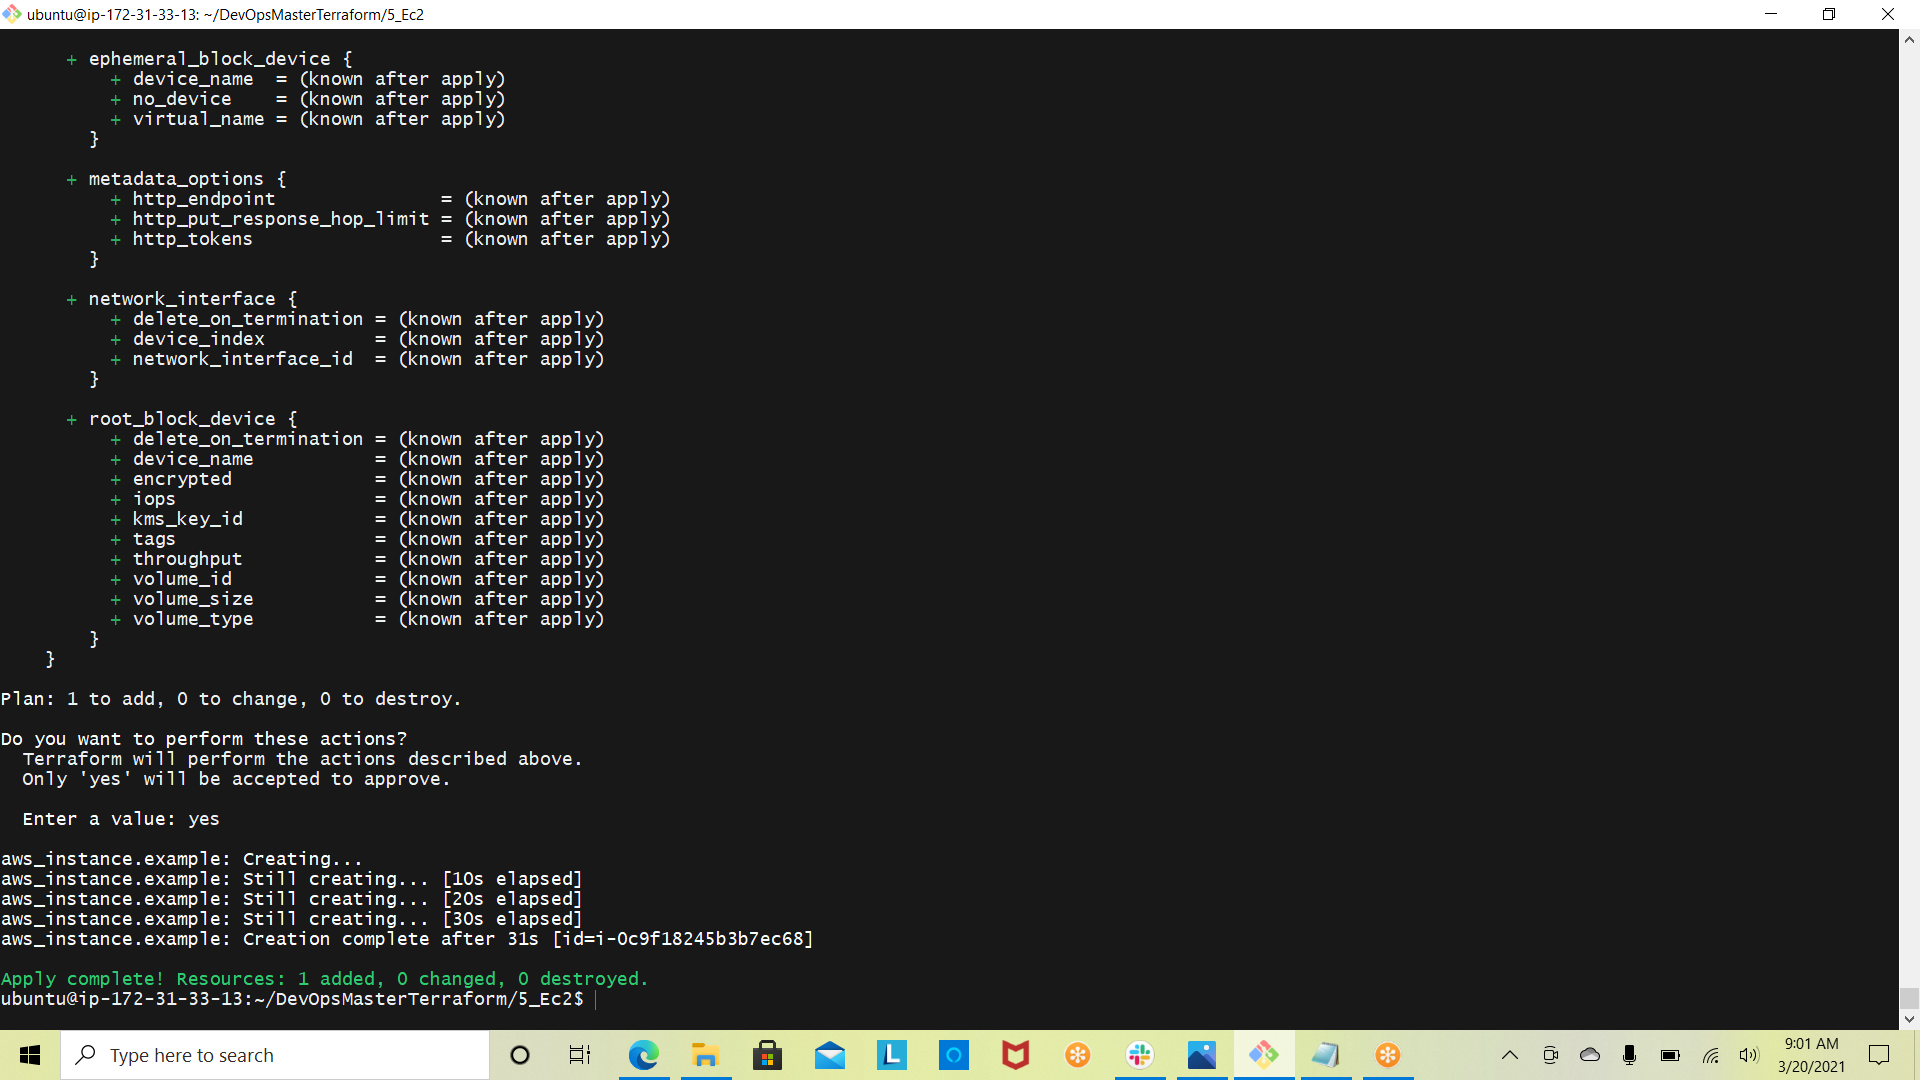 ubuntu@ip-172-31-33-13: ~/DevOpsMasterTerraform/5_Ec2
      + ephemeral_block_device {
          + device_name  = (known after apply)
          + no_device    = (known after apply)
          + virtual_name = (known after apply)
        }
      + metadata_options {
          + http_endpoint               = (known after apply)
          + http_put_response_hop_limit = (known after apply)
          + http_tokens                 = (known after apply)
        }
      + network_interface {
          + delete_on_termination = (known after apply)
          + device_index          = (known after apply)
          + network_interface_id  = (known after apply)
        }
      + root_block_device {
          + delete_on_termination = (known after apply)
          + device_name           = (known after apply)
          + encrypted             = (known after apply)
          + iops                  = (known after apply)
          + kms_key_id            = (known after apply)
          + tags                  = (known after apply)
          + throughput            = (known after apply)
          + volume_id             = (known after apply)
          + volume_size           = (known after apply)
          + volume_type           = (known after apply)
        }
    }
Plan: 1 to add, 0 to change, 0 to destroy.
Do you want to perform these actions?
  Terraform will perform the actions described above.
  Only 'yes' will be accepted to approve.
  Enter a value: yes
aws_instance.example: Creating...
aws_instance.example: Still creating... [10s elapsed]
aws_instance.example: Still creating... [20s elapsed]
aws_instance.example: Still creating... [30s elapsed]
aws_instance.example: Creation complete after 31s [id=i-0c9f18245b3b7ec68]
Apply complete! Resources: 1 added, 0 changed, 0 destroyed.
ubuntu@ip-172-31-33-13:~/DevOpsMasterTerraform/5_Ec2$
Type here to search
L
9:01 AM
3/20/2021